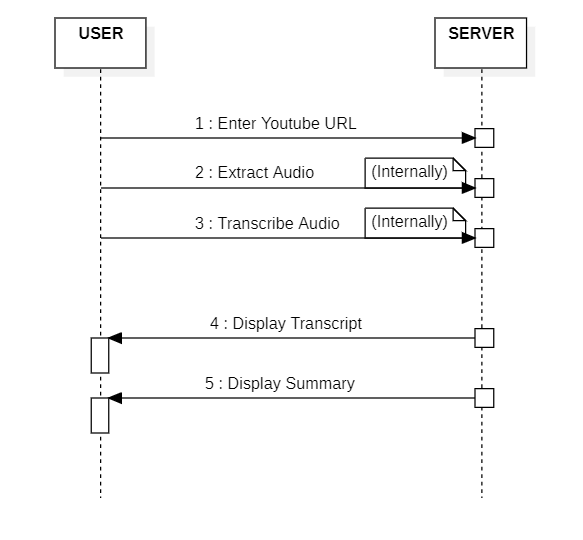 USER
SERVER
1 : Enter Youtube URL
2 : Extract Audio
(Internally)
3 : Transcribe Audio
(Internally)
4 : Display Transcript
5 : Display Summary